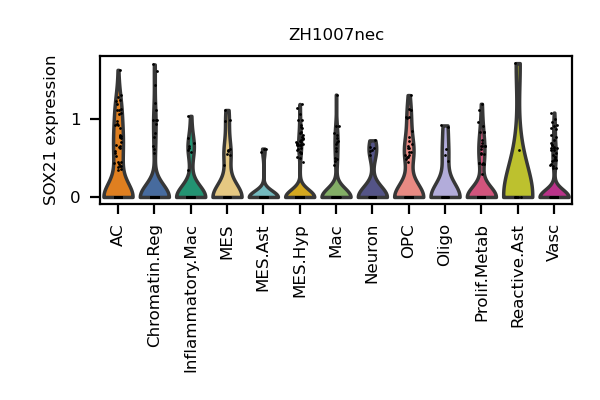 ZH1007nec
SOX21 expression
1
0
AC
Chromatin.Reg
Inflammatory.Mac
MES
MES.Ast
MES.Hyp
Mac
Neuron
OPC
Oligo
Prolif.Metab
Reactive.Ast
Vasc